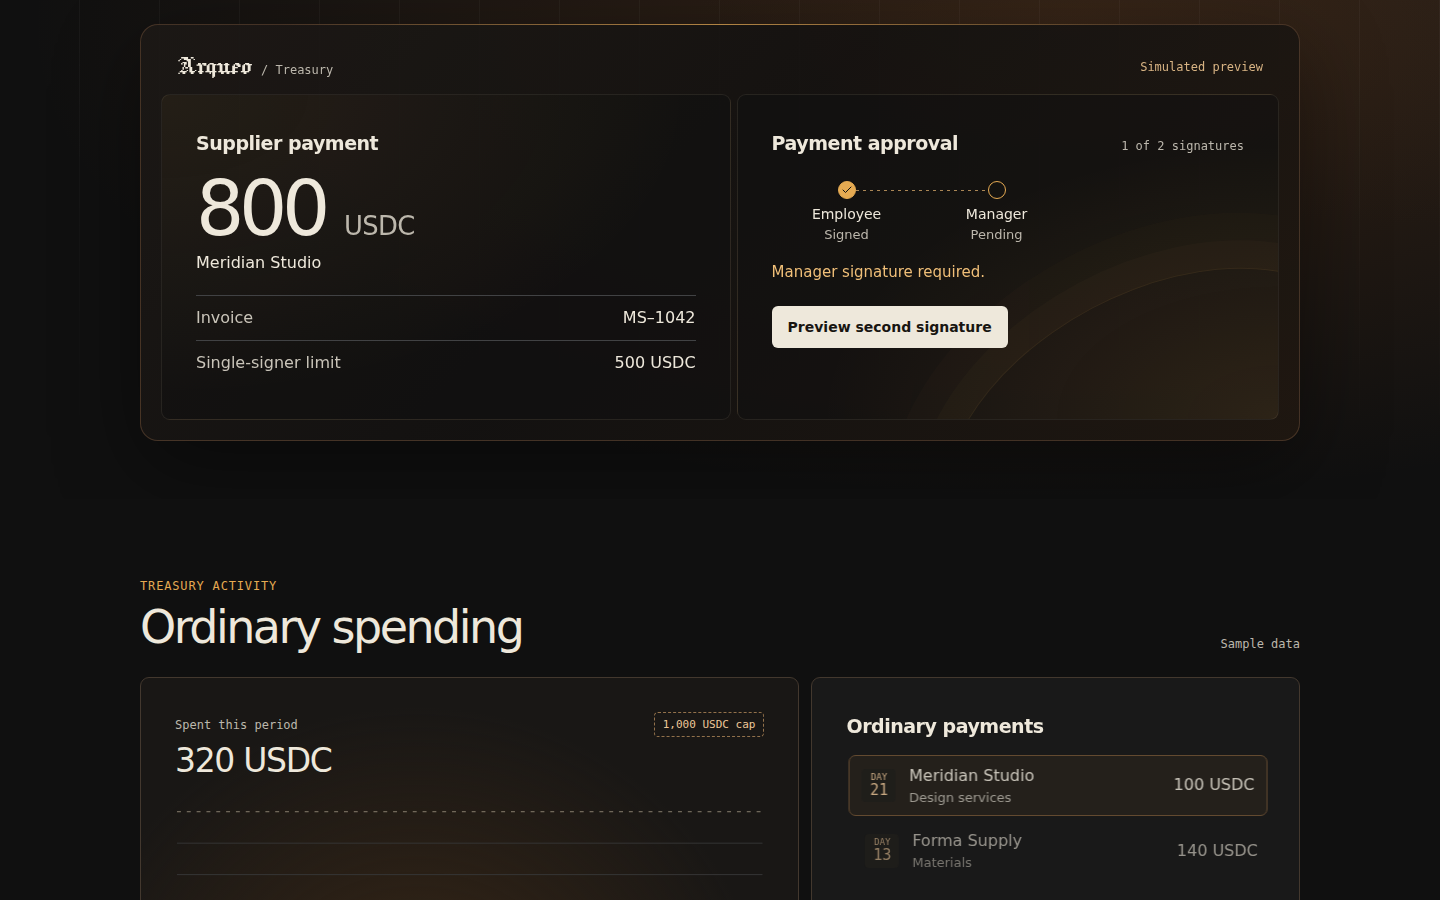 Arqueo / Treasury
Simulated preview
Supplier payment
800 USDC
Meridian Studio
Invoice MS–1042
Single-signer limit 500 USDC
Payment approval
1 of 2 signatures
Employee Manager
Signed Pending
Manager signature required.
Preview second signature
TREASURY ACTIVITY
Ordinary spending
Sample data
Spent this period
1,000 USDC cap
320 USDC
Ordinary payments
DAY 21
Meridian Studio
Design services
100 USDC
DAY 13
Forma Supply
Materials
140 USDC